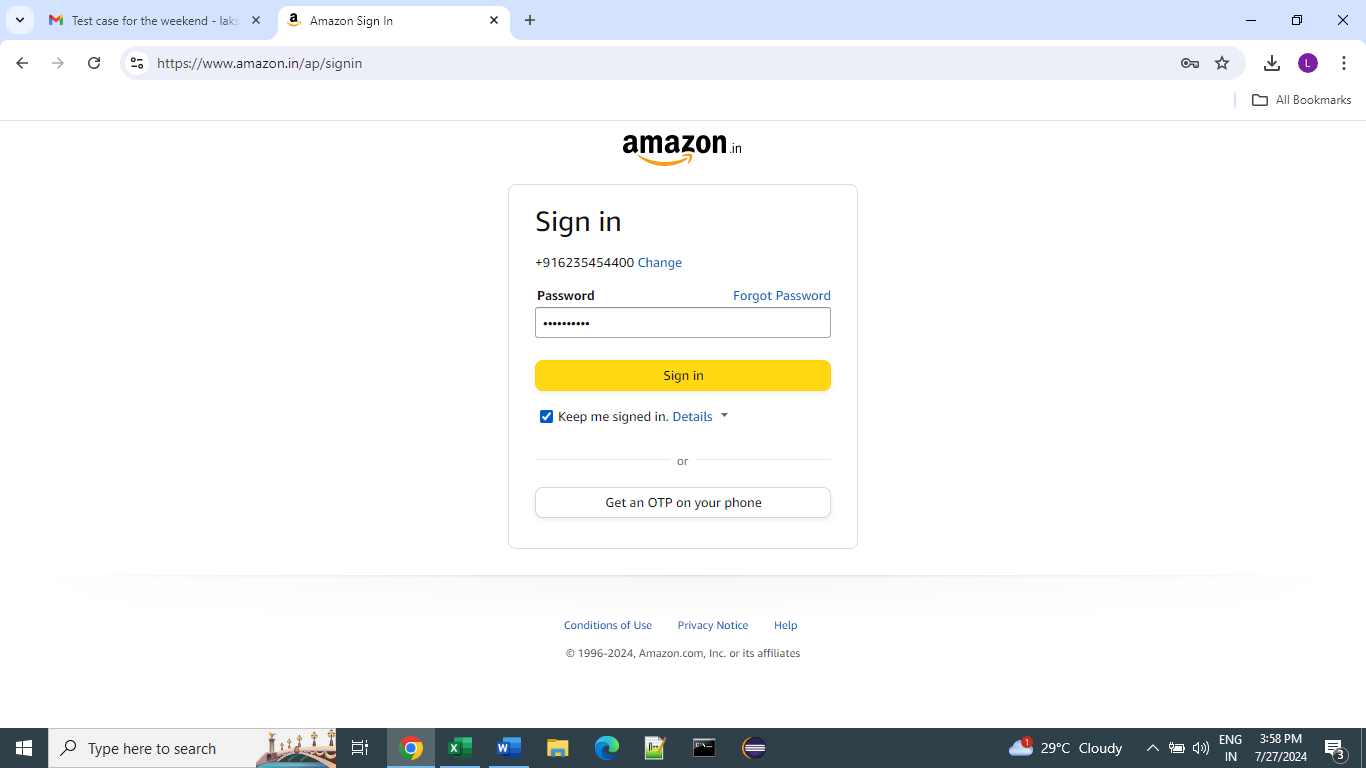 Test case for the weekend - laks
Amazon Sign In
https://www.amazon.in/ap/signin
L
All Bookmarks
amazon.in
Sign in
+916235454400 Change
Password Forgot Password
••••••••••
Sign in
Keep me signed in. Details
or
Get an OTP on your phone
Conditions of Use Privacy Notice Help
© 1996-2024, Amazon.com, Inc. or its affiliates
Type here to search
1 29°C Cloudy
ENG
IN
3:58 PM
7/27/2024
3